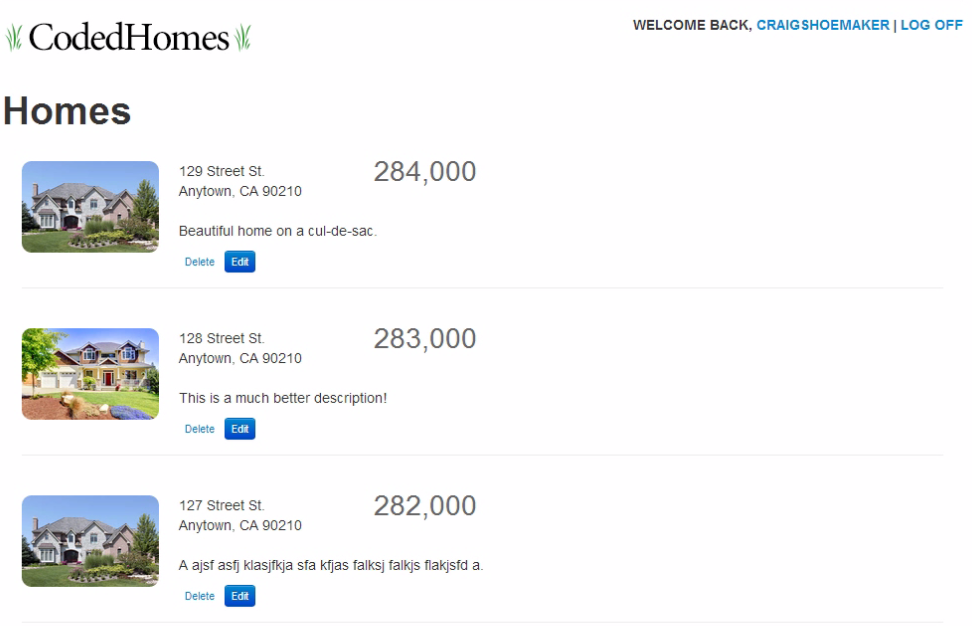 CodedHomes
WELCOME BACK, CRAIGSHOEMAKER | LOG OFF
Homes
129 Street St.
Anytown, CA 90210
284,000
Beautiful home on a cul-de-sac.
Delete Edit
128 Street St.
Anytown, CA 90210
283,000
This is a much better description!
Delete Edit
127 Street St.
Anytown, CA 90210
282,000
A ajsf asfj klasjfkja sfa kfjas falksj falkjs flakjsfd a.
Delete Edit